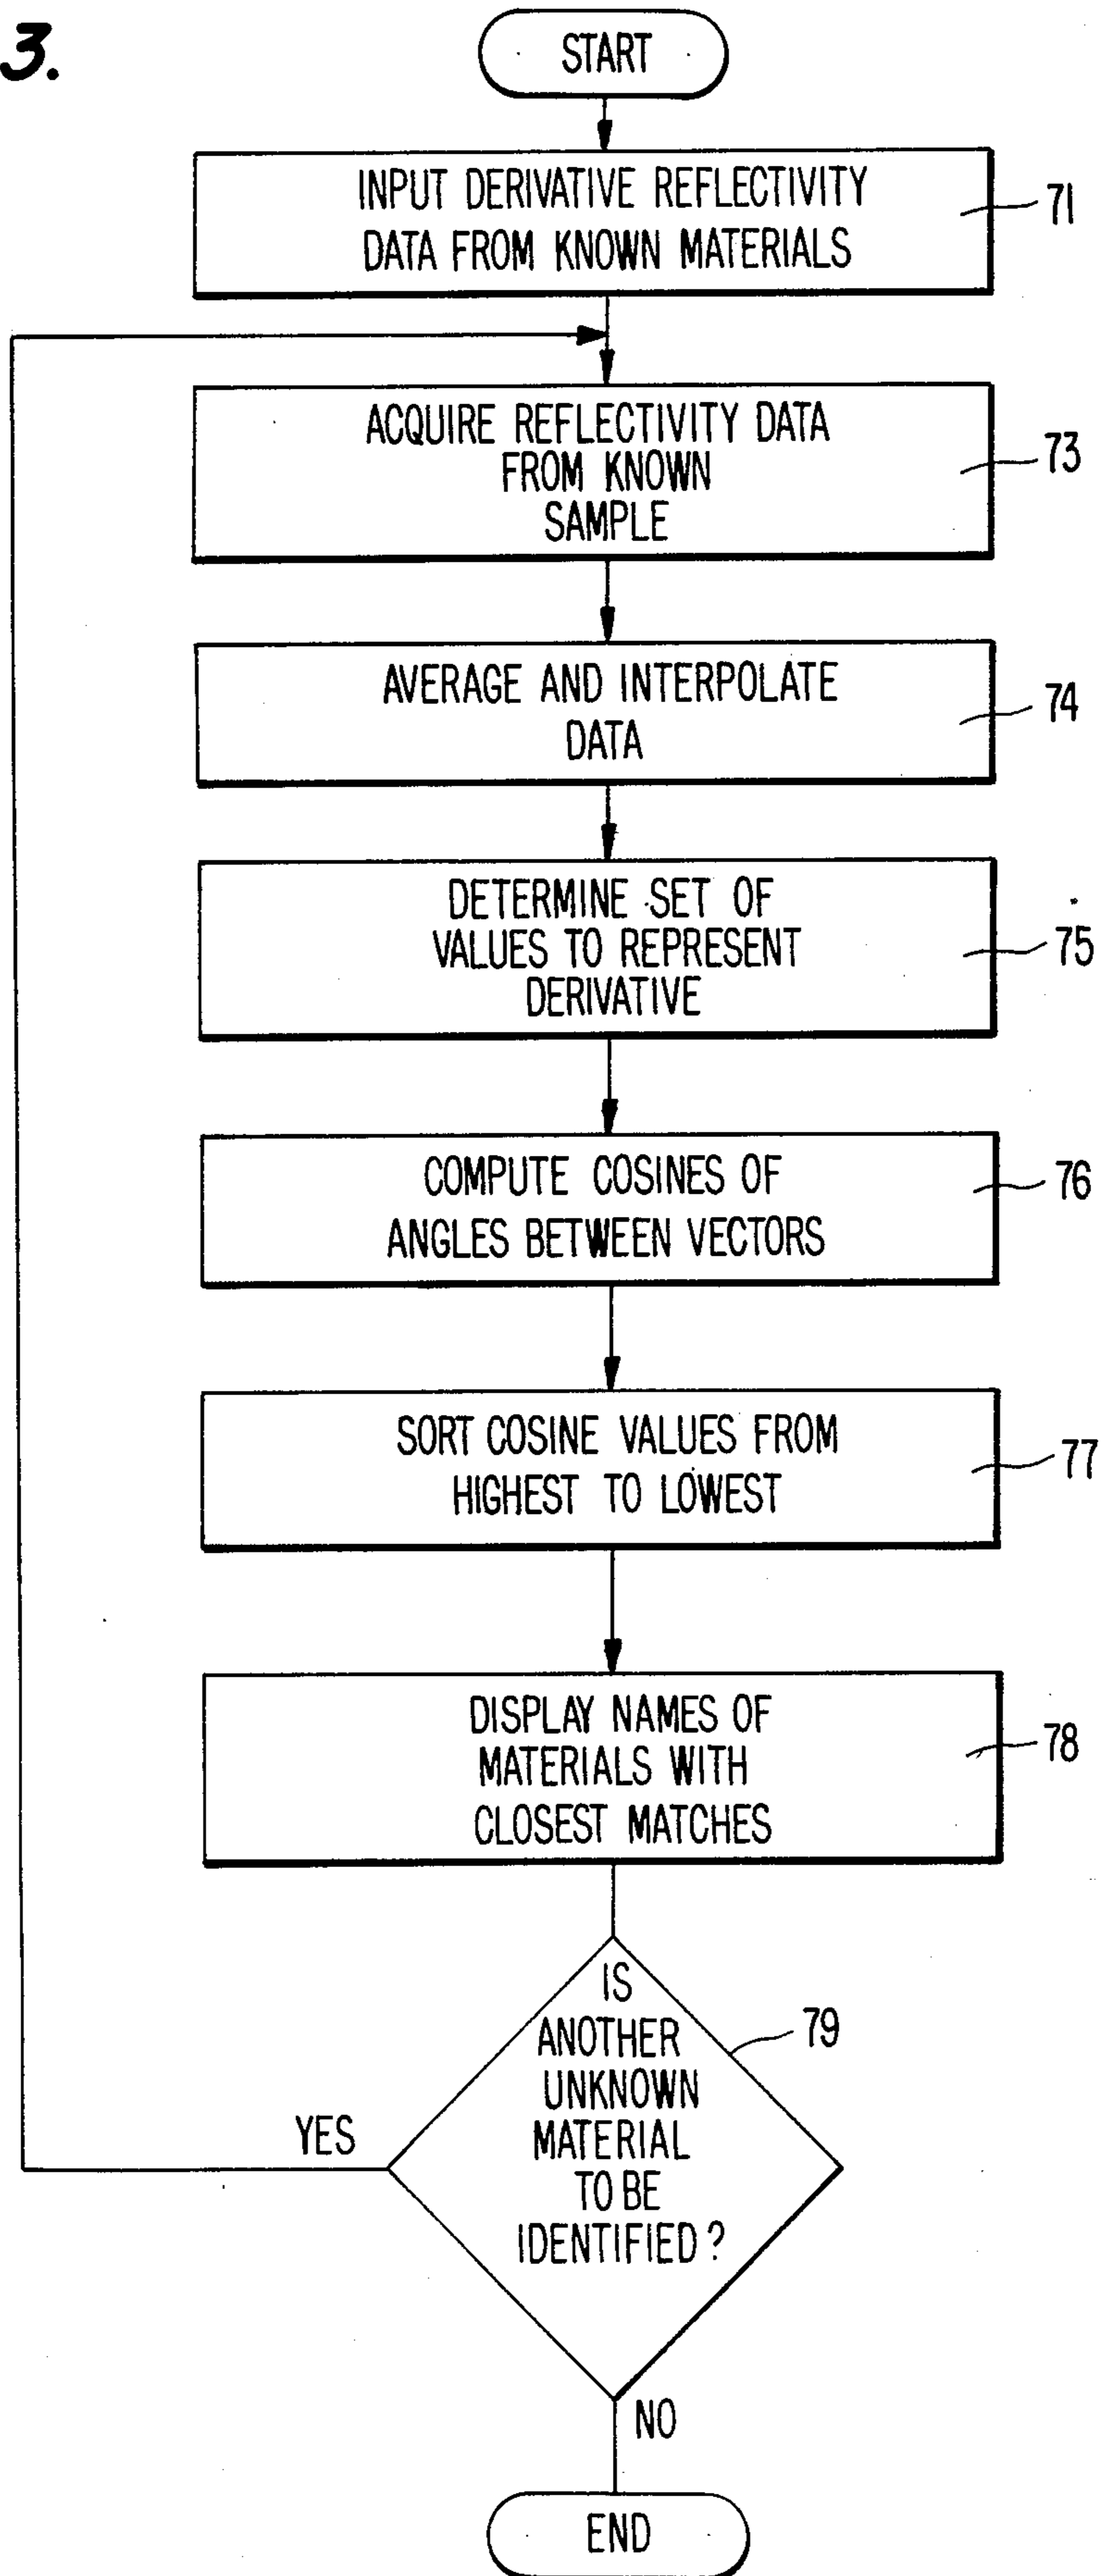 3.
START
INPUT DERIVATIVE REFLECTIVITY
DATA FROM KNOWN MATERIALS
71
ACQUIRE REFLECTIVITY DATA
FROM KNOWN
SAMPLE
73
AVERAGE AND INTERPOLATE
DATA
74
DETERMINE SET OF
VALUES TO REPRESENT
DERIVATIVE
75
COMPUTE COSINES OF
ANGLES BETWEEN VECTORS
76
SORT COSINE VALUES FROM
HIGHEST TO LOWEST
77
DISPLAY NAMES OF
MATERIALS WITH
CLOSEST MATCHES
78
IS
ANOTHER
UNKNOWN
MATERIAL
TO BE
IDENTIFIED?
79
YES
NO
END